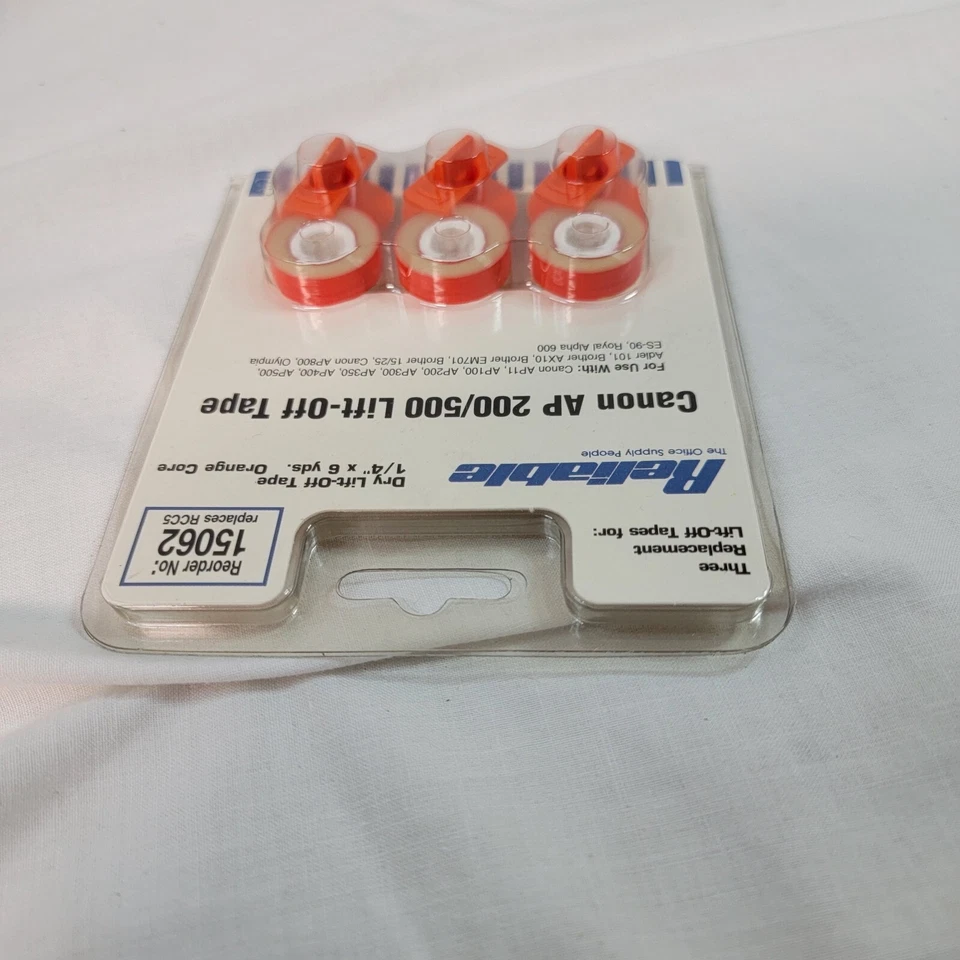 Three
Replacement
Lift-Off Tapes for:
Reorder No:
15062
replaces RCC5
Reliable
The Office Supply People
Dry Lift-Off Tape
1/4" x 6 yds. Orange Core
Canon AP 200/500 Lift-Off Tape
For Use With: Canon AP11, AP100, AP200, AP300, AP350, AP400, AP500,
Adler 101, Brother AX10, Brother EM701, Brother 15/25, Canon AP800, Olympia
ES-90, Royal Alpha 600